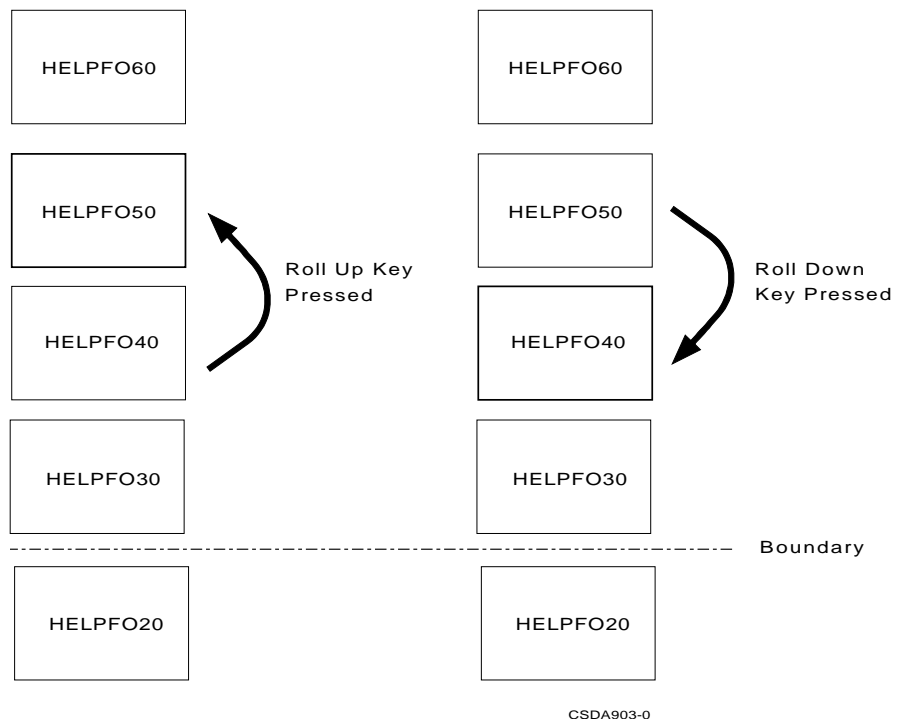 HELPFO60
HELPFO60
HELPFO50
HELPFO50
Roll Up Key
Pressed
Roll Down
Key Pressed
HELPFO40
HELPFO40
HELPFO30
HELPFO30
Boundary
HELPFO20
HELPFO20
CSDA903-0